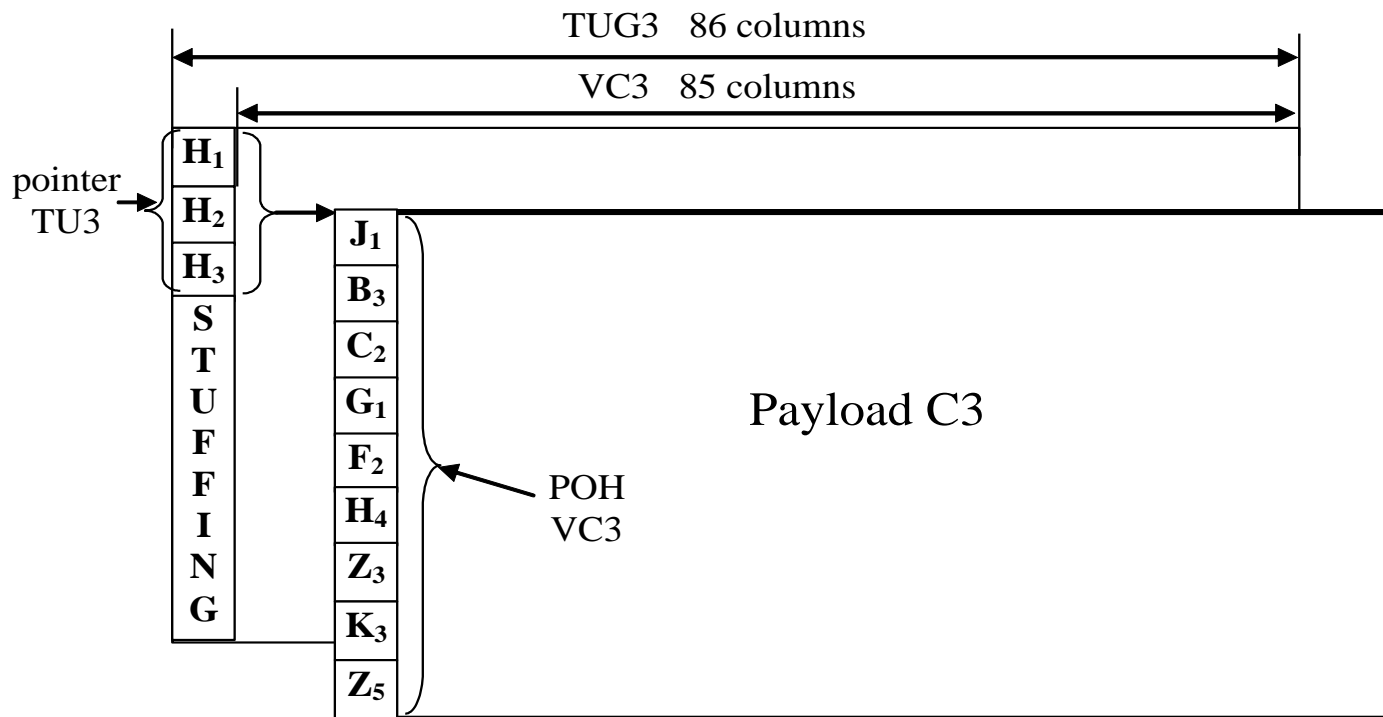 TUG3 86 columns
VC3 85 columns
pointer
TU3
H₁
H₂
H₃
S
T
U
F
F
I
N
G
J₁
B₃
C₂
G₁
F₂
H₄
Z₃
K₃
Z₅
POH
VC3
Payload C3